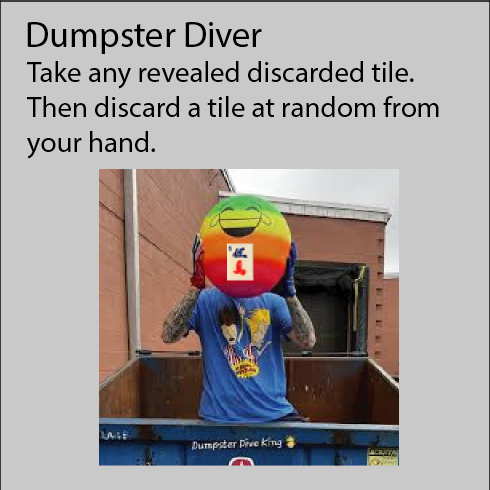 Dumpster Diver
Take any revealed discarded tile.
Then discard a tile at random from
your hand.
Dumpster Dive King